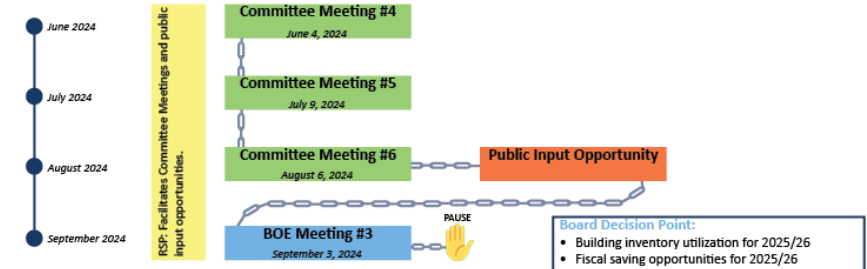 June 2024
July 2024
August 2024
September 2024
RSP: Facilitates Committee Meetings and public
input opportunities.
Committee Meeting #4
June 4, 2024
Committee Meeting #5
July 9, 2024
Committee Meeting #6
August 6, 2024
Public Input Opportunity
BOE Meeting #3
September 3, 2024
PAUSE
Board Decision Point:
• Building inventory utilization for 2025/26
• Fiscal saving opportunities for 2025/26